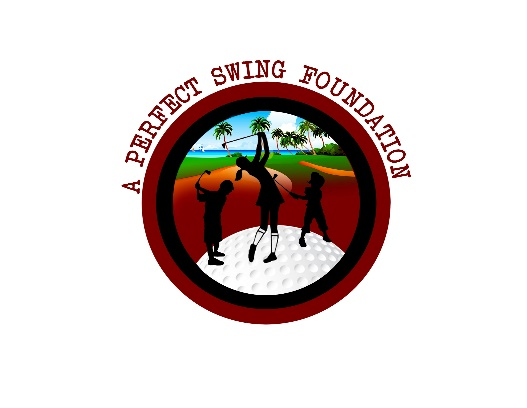 A PERFECT SWING FOUNDATION